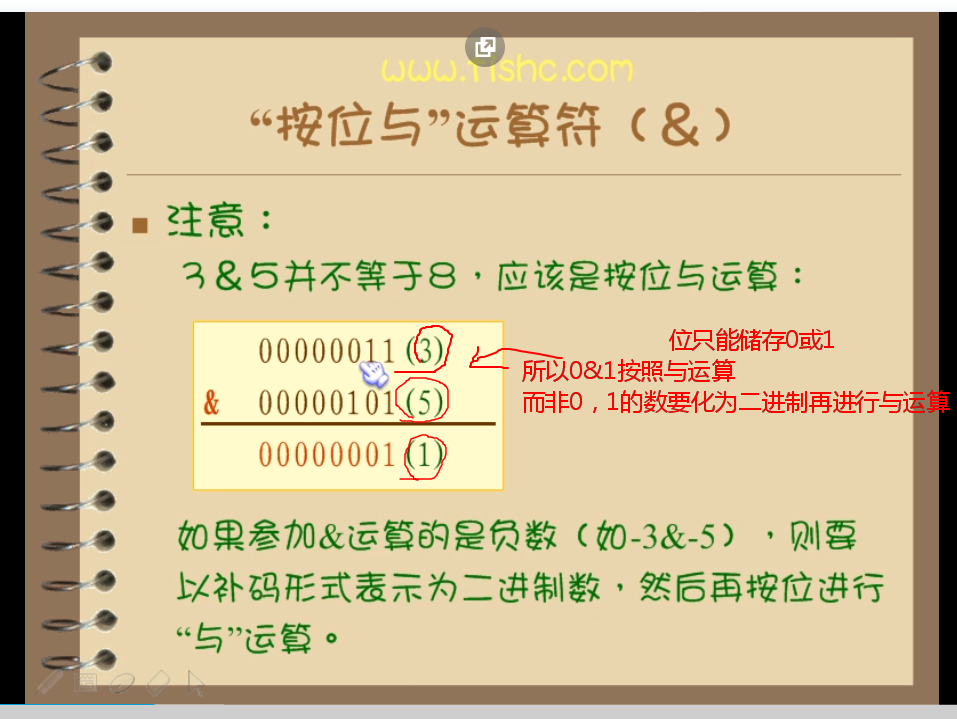 www.fishc.com
“按位与”运算符（&）
注意：
3&5并不等于8，应该是按位与运算：
00000011(3)
& 00000101(5)
00000001(1)
位只能储存0或1
所以0&1按照与运算
而非0，1的数要化为二进制再进行与运算
如果参加&运算的是负数（如-3&-5），则要
以补码形式表示为二进制数，然后再按位进行
“与”运算。